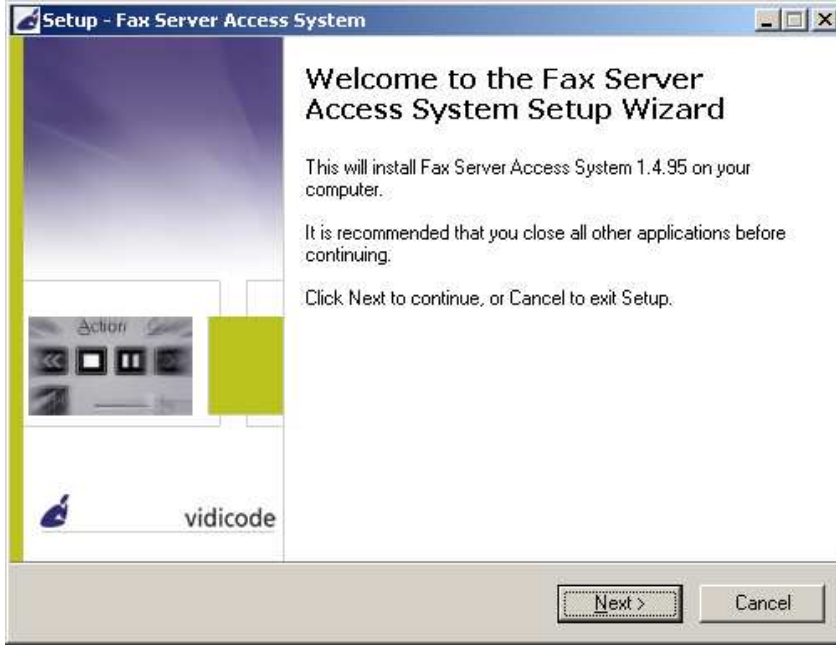 Setup - Fax Server Access System
Welcome to the Fax Server
Access System Setup Wizard
This will install Fax Server Access System 1.4.95 on your
computer.
It is recommended that you close all other applications before
continuing.
Click Next to continue, or Cancel to exit Setup.
Action
vidicode
Next >
Cancel